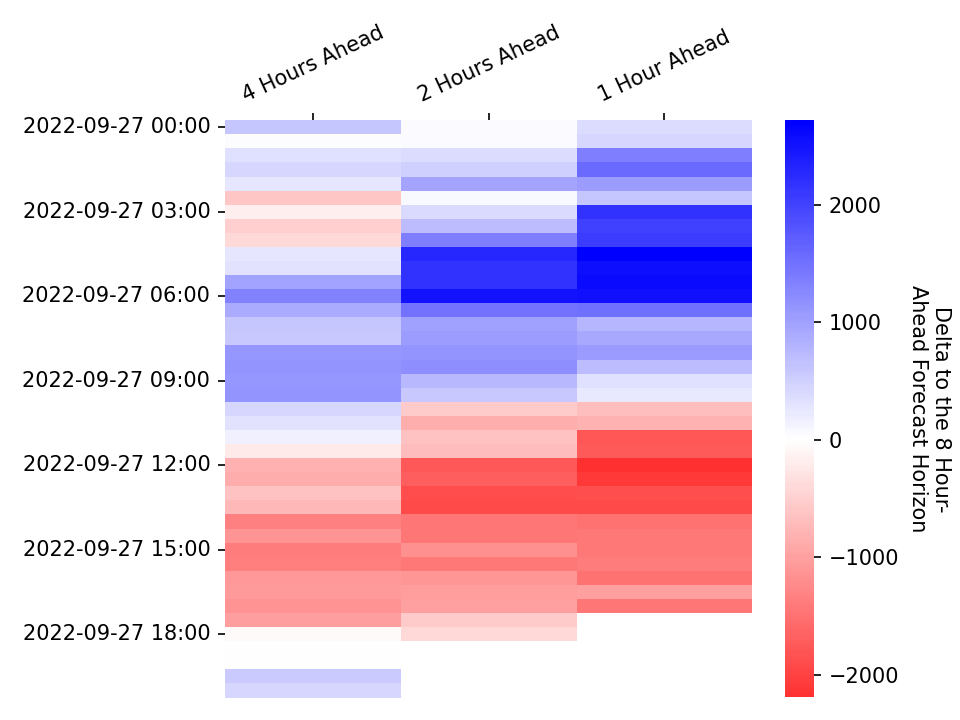 4 Hours Ahead
2 Hours Ahead
1 Hour Ahead
2022-09-27 00:00
2022-09-27 03:00
2022-09-27 06:00
2022-09-27 09:00
2022-09-27 12:00
2022-09-27 15:00
2022-09-27 18:00
2000
1000
0
−1000
−2000
Delta to the 8 Hour-
Ahead Forecast Horizon